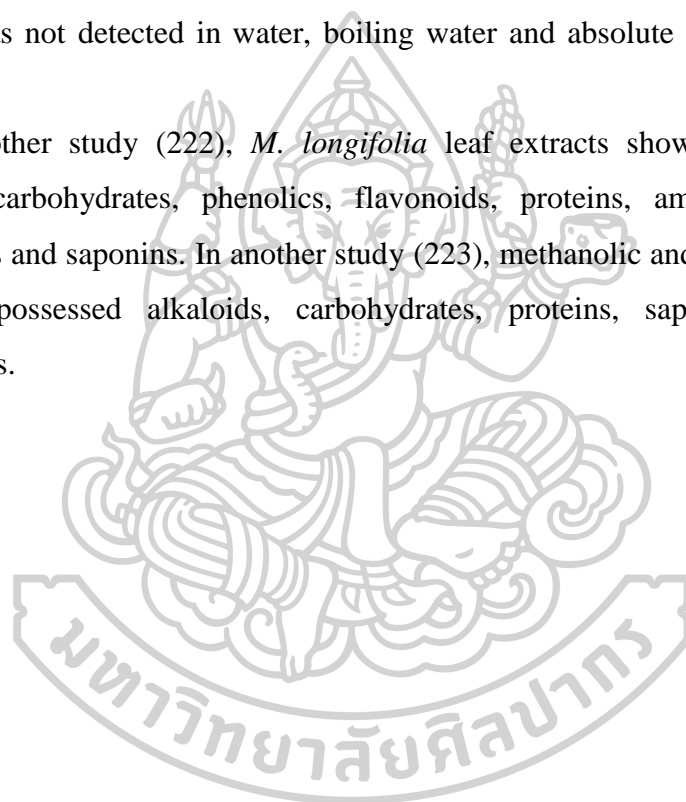 s not detected in water, boiling water and absolute
other study (222), M. longifolia leaf extracts show
carbohydrates, phenolics, flavonoids, proteins, am
s and saponins. In another study (223), methanolic and
possessed alkaloids, carbohydrates, proteins, sap
s.
มหาวิทยาลัยศิลปากร